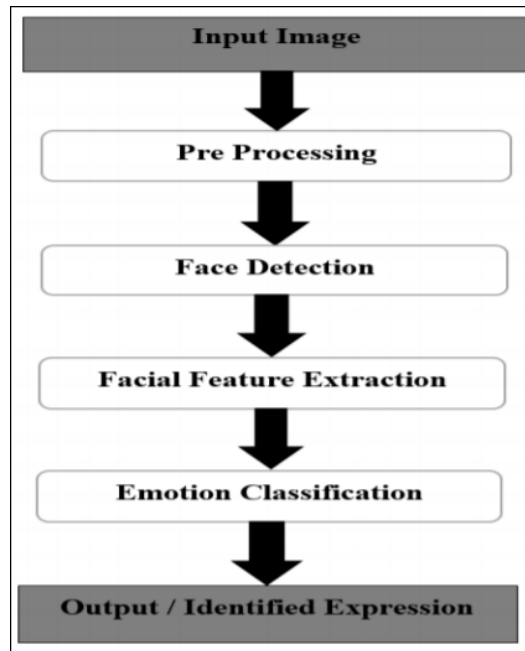 Input Image
Pre Processing
Face Detection
Facial Feature Extraction
Emotion Classification
Output / Identified Expression